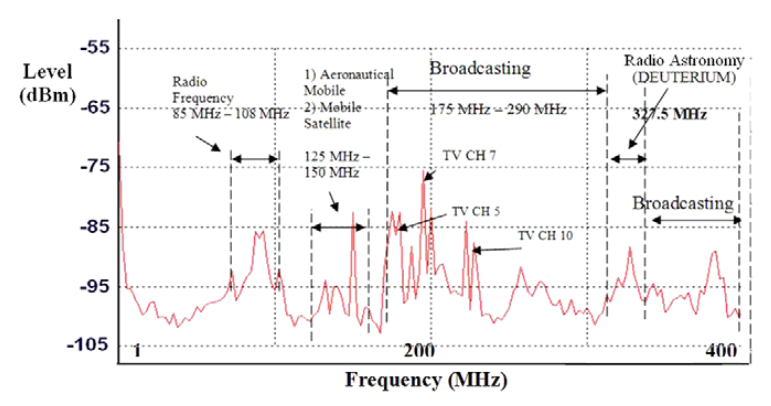 Level
(dBm)
-55
-65
-75
-85
-95
-105
Radio
Frequency
85 MHz – 108 MHz
1) Aeronautical
Mobile
2) Mobile
Satellite
125 MHz –
150 MHz
Broadcasting
175 MHz – 290 MHz
TV CH 7
TV CH 5
TV CH 10
Radio Astronomy
(DEUTERIUM)
327.5 MHz
Broadcasting
1
200
400
Frequency (MHz)